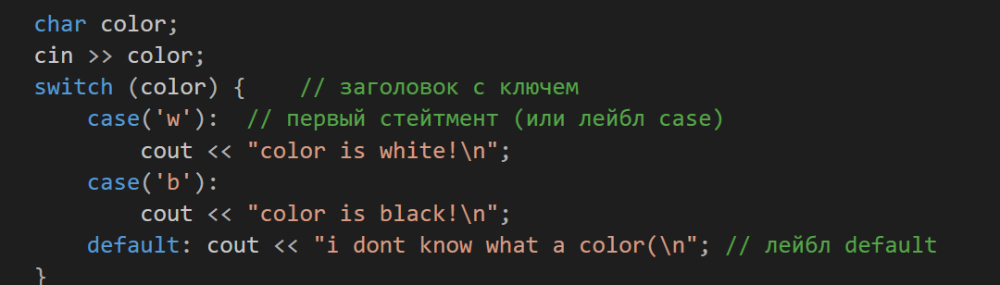 char color;
cin >> color;
switch (color) {    // заголовок с ключем
    case('w'):  // первый стейтмент (или лейбл case)
        cout << "color is white!\n";
    case('b'):
        cout << "color is black!\n";
    default: cout << "i dont know what a color(\n"; // лейбл default
}